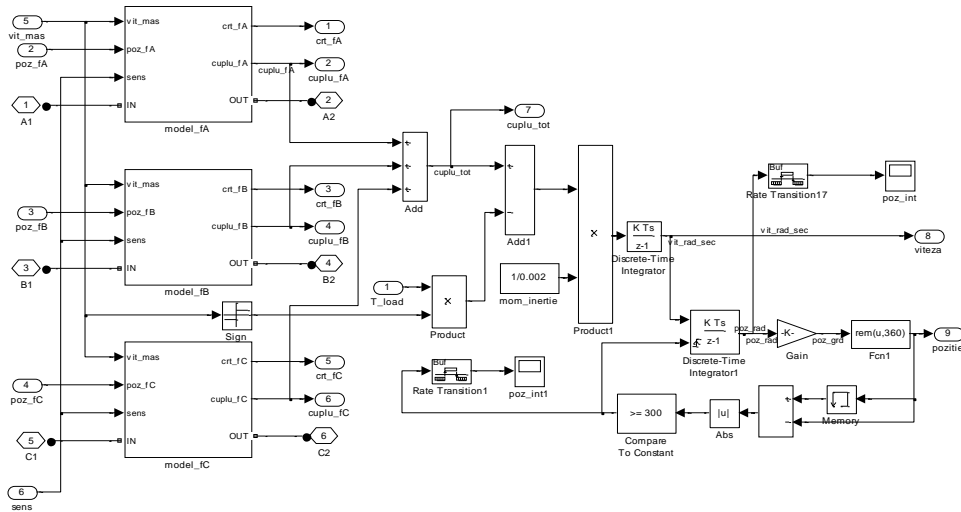 5
vit_mas
2
poz_fA
1
A1
vit_mas
poz_fA
sens
IN
crt_fA
cuplu_fA
OUT
model_fA
1
crt_fA
cuplu_fA
2
cuplu_fA
2
A2
7
cuplu_tot
3
poz_fB
3
B1
vit_mas
poz_fB
sens
IN
crt_fB
cuplu_fB
OUT
model_fB
3
crt_fB
4
cuplu_fB
4
B2
Add
cuplu_tot
Add1
Buf
Rate Transition17
poz_int
1
T_load
Sign
×
Product
1/0.002
mom_inertie
×
Product1
K Ts
z-1
Discrete-Time
Integrator
vit_rad_sec
vit_rad_sec
8
viteza
K Ts
z-1
Discrete-Time
Integrator1
poz_rad
poz_rad
-K-
Gain
poz_grd
rem(u,360)
Fcn1
9
pozitie
4
poz_fC
5
C1
6
sens
vit_mas
poz_fC
sens
IN
crt_fC
cuplu_fC
OUT
model_fC
5
crt_fC
6
cuplu_fC
6
C2
Buf
Rate Transition1
poz_int1
>= 300
Compare
To Constant
|u|
Abs
Memory